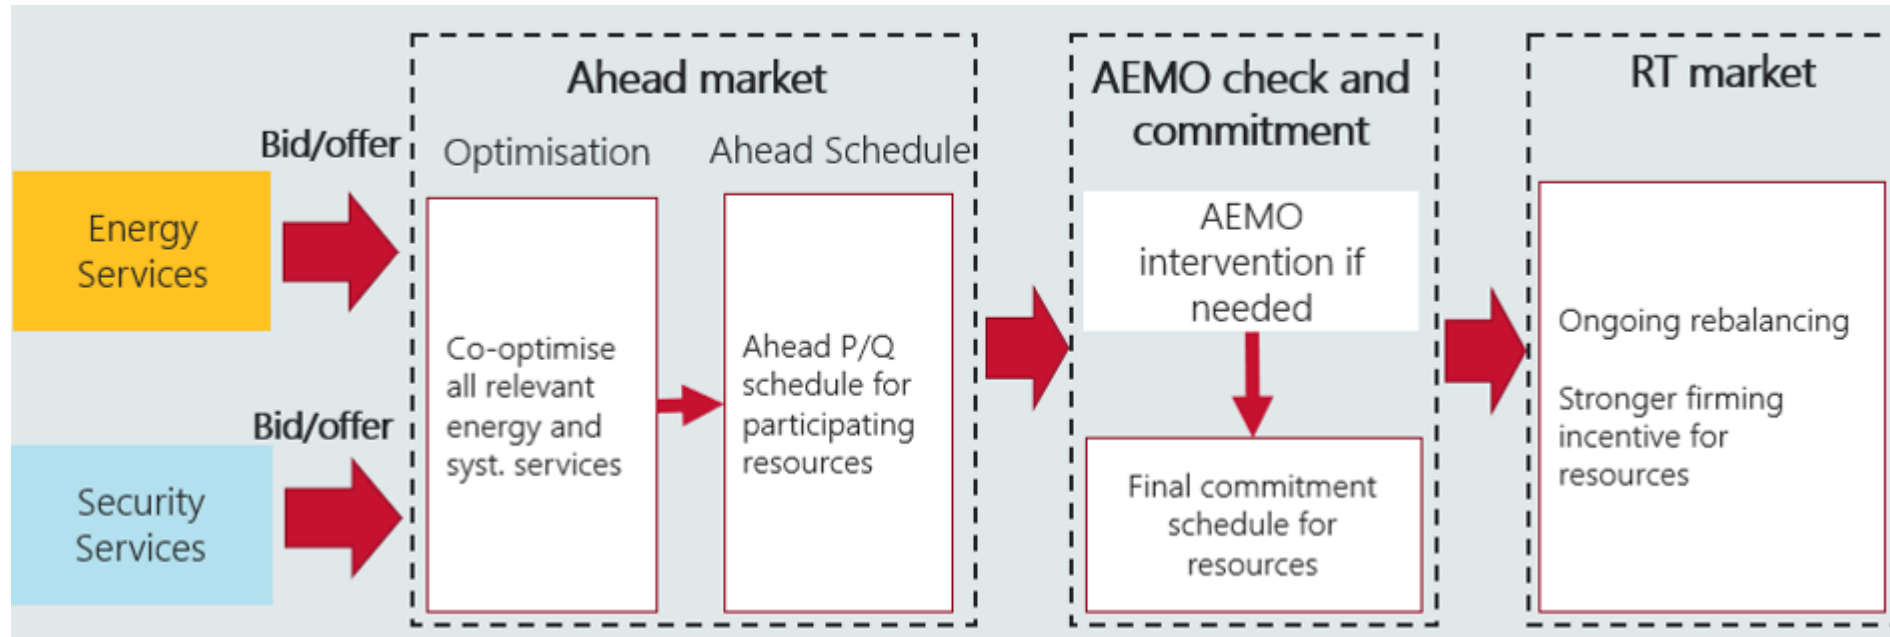 Energy
Services
Security
Services
Bid/offer
Bid/offer
Ahead market
Optimisation
Co-optimise
all relevant
energy and
syst. services
Ahead Schedule
Ahead P/Q
schedule for
participating
resources
AEMO check and
commitment
AEMO
intervention if
needed
Final commitment
schedule for
resources
RT market
Ongoing rebalancing
Stronger firming
incentive for
resources